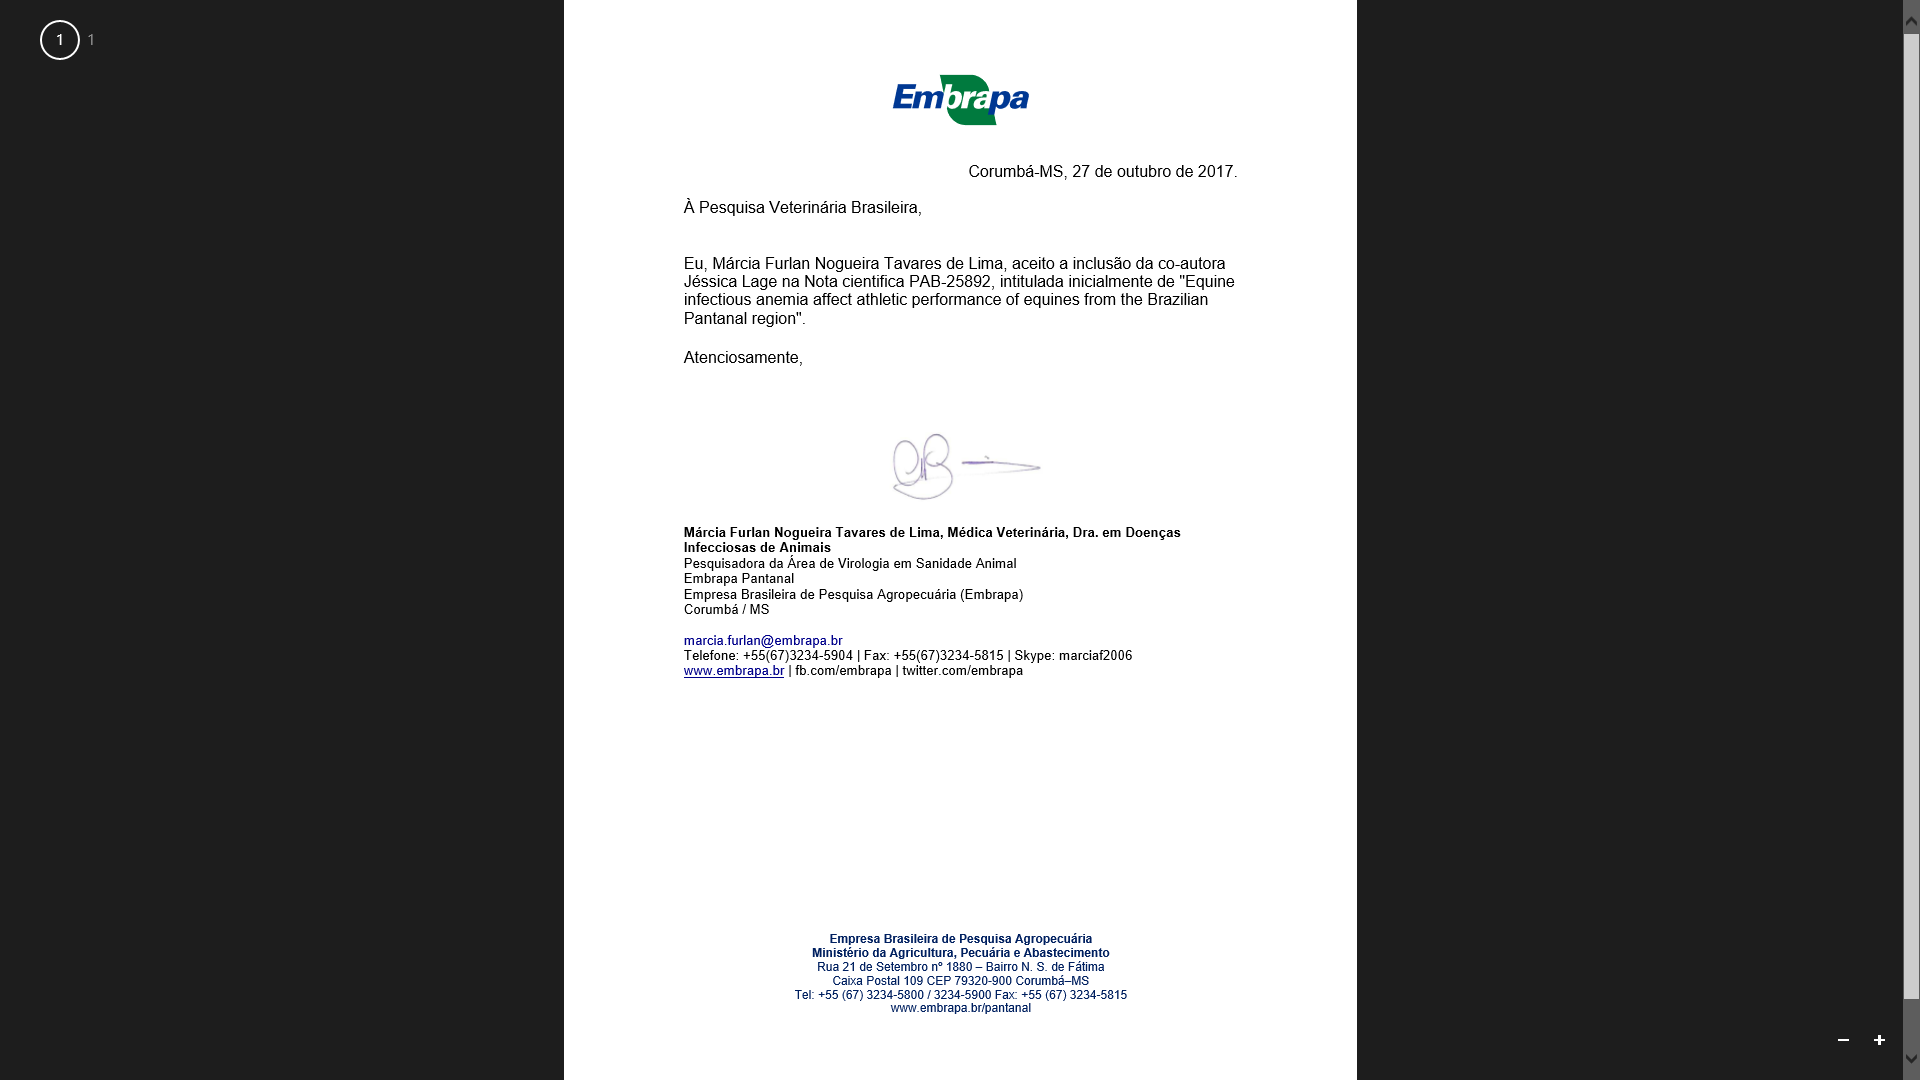 1 1
Embrapa
Corumbá-MS, 27 de outubro de 2017.
À Pesquisa Veterinária Brasileira,
Eu, Márcia Furlan Nogueira Tavares de Lima, aceito a inclusão da co-autora
Jéssica Lage na Nota cientifica PAB-25892, intitulada inicialmente de "Equine
infectious anemia affect athletic performance of equines from the Brazilian
Pantanal region".
Atenciosamente,
Márcia Furlan Nogueira Tavares de Lima, Médica Veterinária, Dra. em Doenças
Infecciosas de Animais
Pesquisadora da Área de Virologia em Sanidade Animal
Embrapa Pantanal
Empresa Brasileira de Pesquisa Agropecuária (Embrapa)
Corumbá / MS
marcia.furlan@embrapa.br
Telefone: +55(67)3234-5904 | Fax: +55(67)3234-5815 | Skype: marciaf2006
www.embrapa.br | fb.com/embrapa | twitter.com/embrapa
Empresa Brasileira de Pesquisa Agropecuária
Ministério da Agricultura, Pecuária e Abastecimento
Rua 21 de Setembro nº 1880 – Bairro N. S. de Fátima
Caixa Postal 109 CEP 79320-900 Corumbá–MS
Tel: +55 (67) 3234-5800 / 3234-5900 Fax: +55 (67) 3234-5815
www.embrapa.br/pantanal